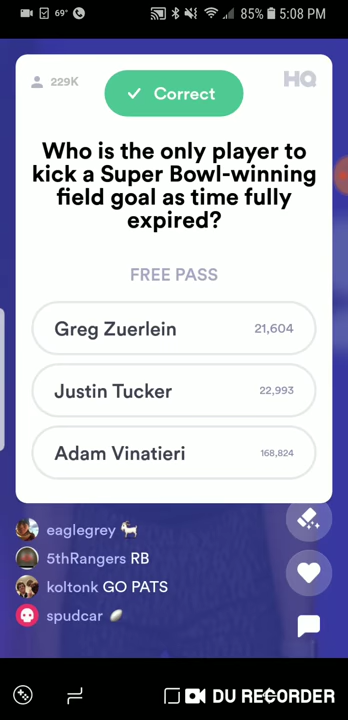 69° 85% 5:08 PM
229K ✓ Correct HQ
Who is the only player to
kick a Super Bowl-winning
field goal as time fully
expired?
FREE PASS
Greg Zuerlein 21,604
Justin Tucker 22,993
Adam Vinatieri 168,824
eaglegrey 🐐
5thRangers RB
koltonk GO PATS
spudcar 🏉
DU RECORDER